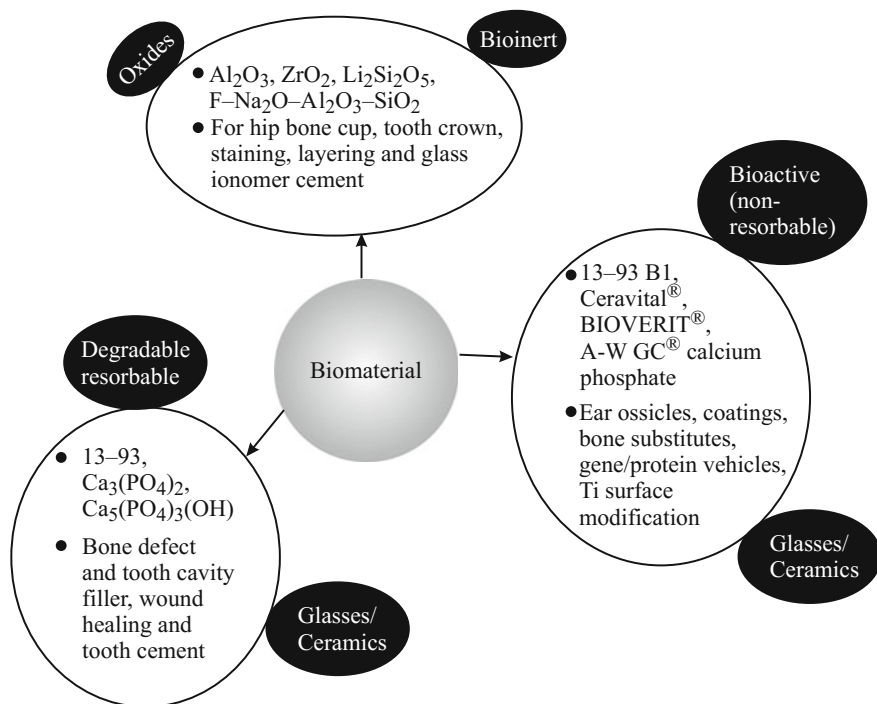 Oxides
Bioinert
● Al₂O₃, ZrO₂, Li₂Si₂O₅,
F–Na₂O–Al₂O₃–SiO₂
● For hip bone cup, tooth crown,
staining, layering and glass
ionomer cement
Bioactive
(non-
resorbable)
● 13–93 B1,
Ceravital®,
BIOVERIT®,
A-W GC® calcium
phosphate
● Ear ossicles, coatings,
bone substitutes,
gene/protein vehicles,
Ti surface
modification
Glasses/
Ceramics
Biomaterial
Degradable
resorbable
● 13–93,
Ca₃(PO₄)₂,
Ca₅(PO₄)₃(OH)
● Bone defect
and tooth cavity
filler, wound
healing and
tooth cement
Glasses/
Ceramics